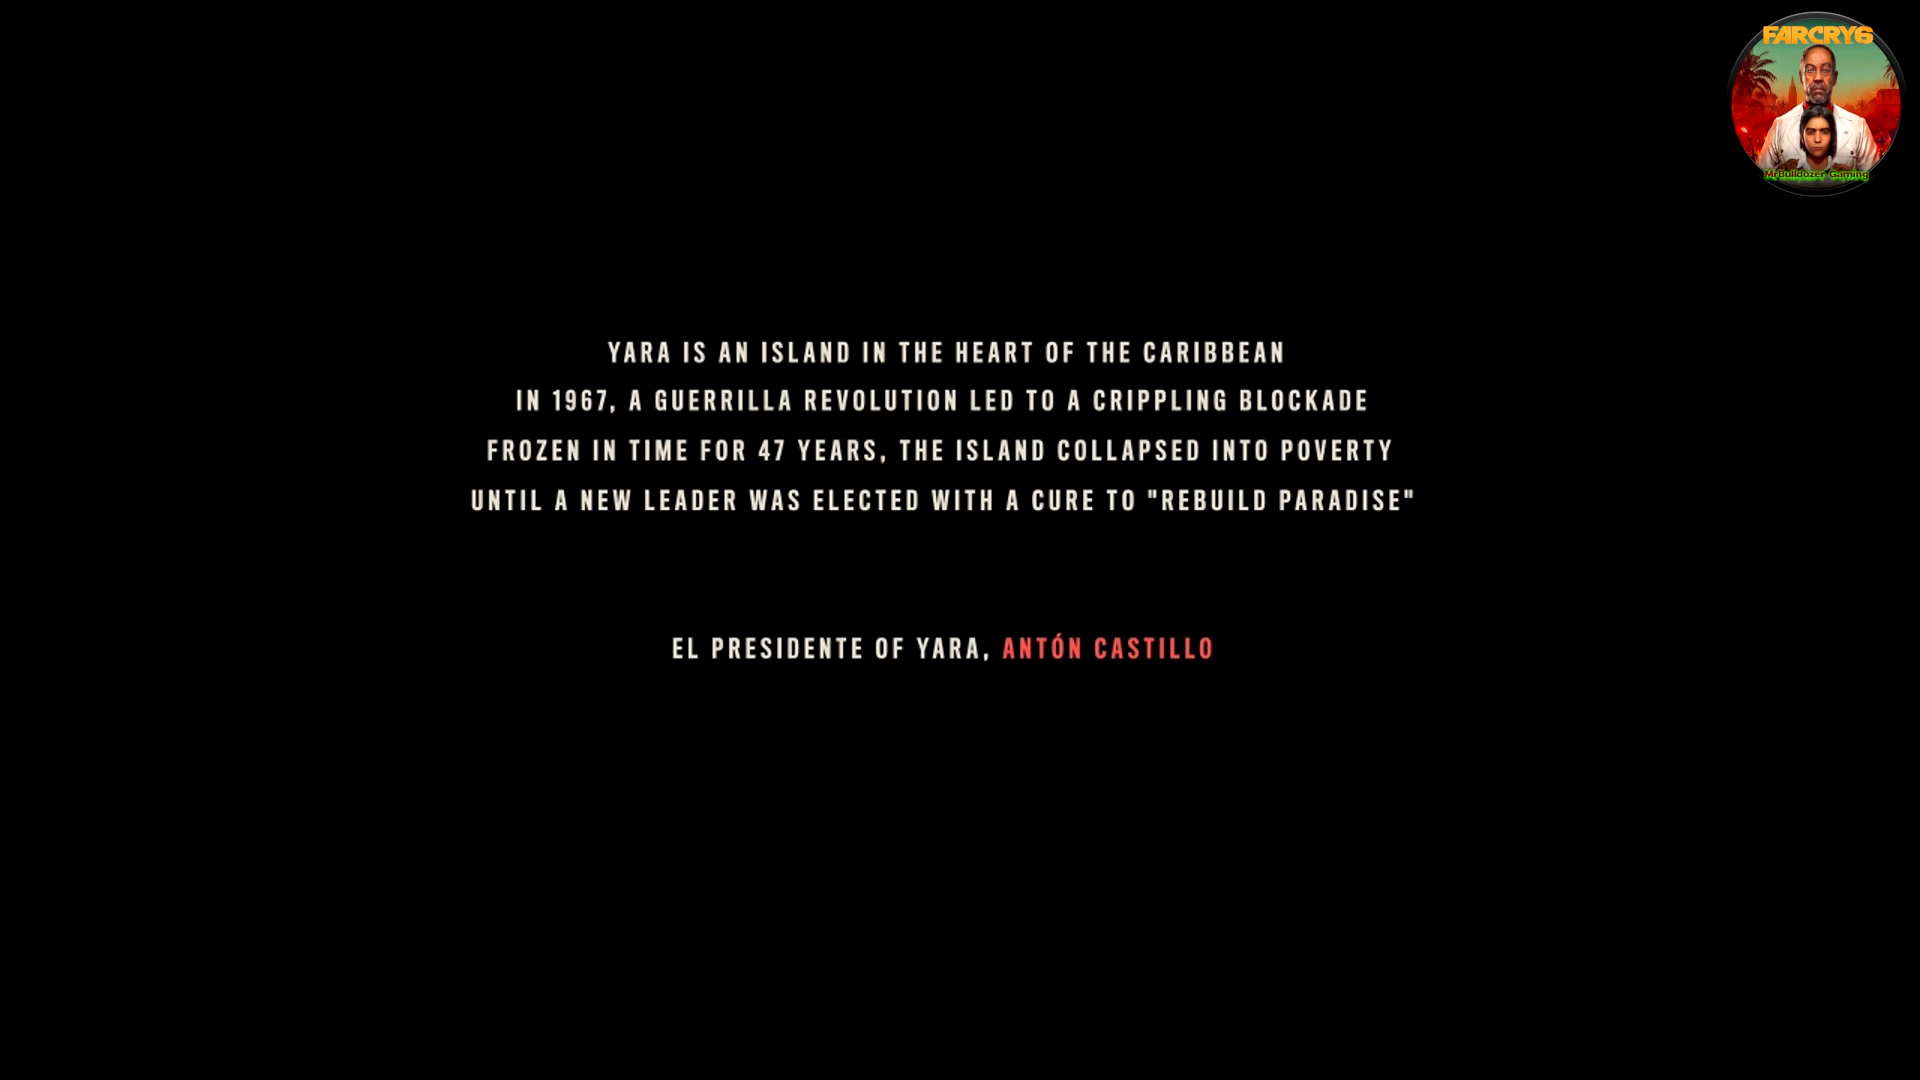 FARCRY6
MrBulldozer Gaming
YARA IS AN ISLAND IN THE HEART OF THE CARIBBEAN
IN 1967, A GUERRILLA REVOLUTION LED TO A CRIPPLING BLOCKADE
FROZEN IN TIME FOR 47 YEARS, THE ISLAND COLLAPSED INTO POVERTY
UNTIL A NEW LEADER WAS ELECTED WITH A CURE TO "REBUILD PARADISE"
EL PRESIDENTE OF YARA, ANTÓN CASTILLO